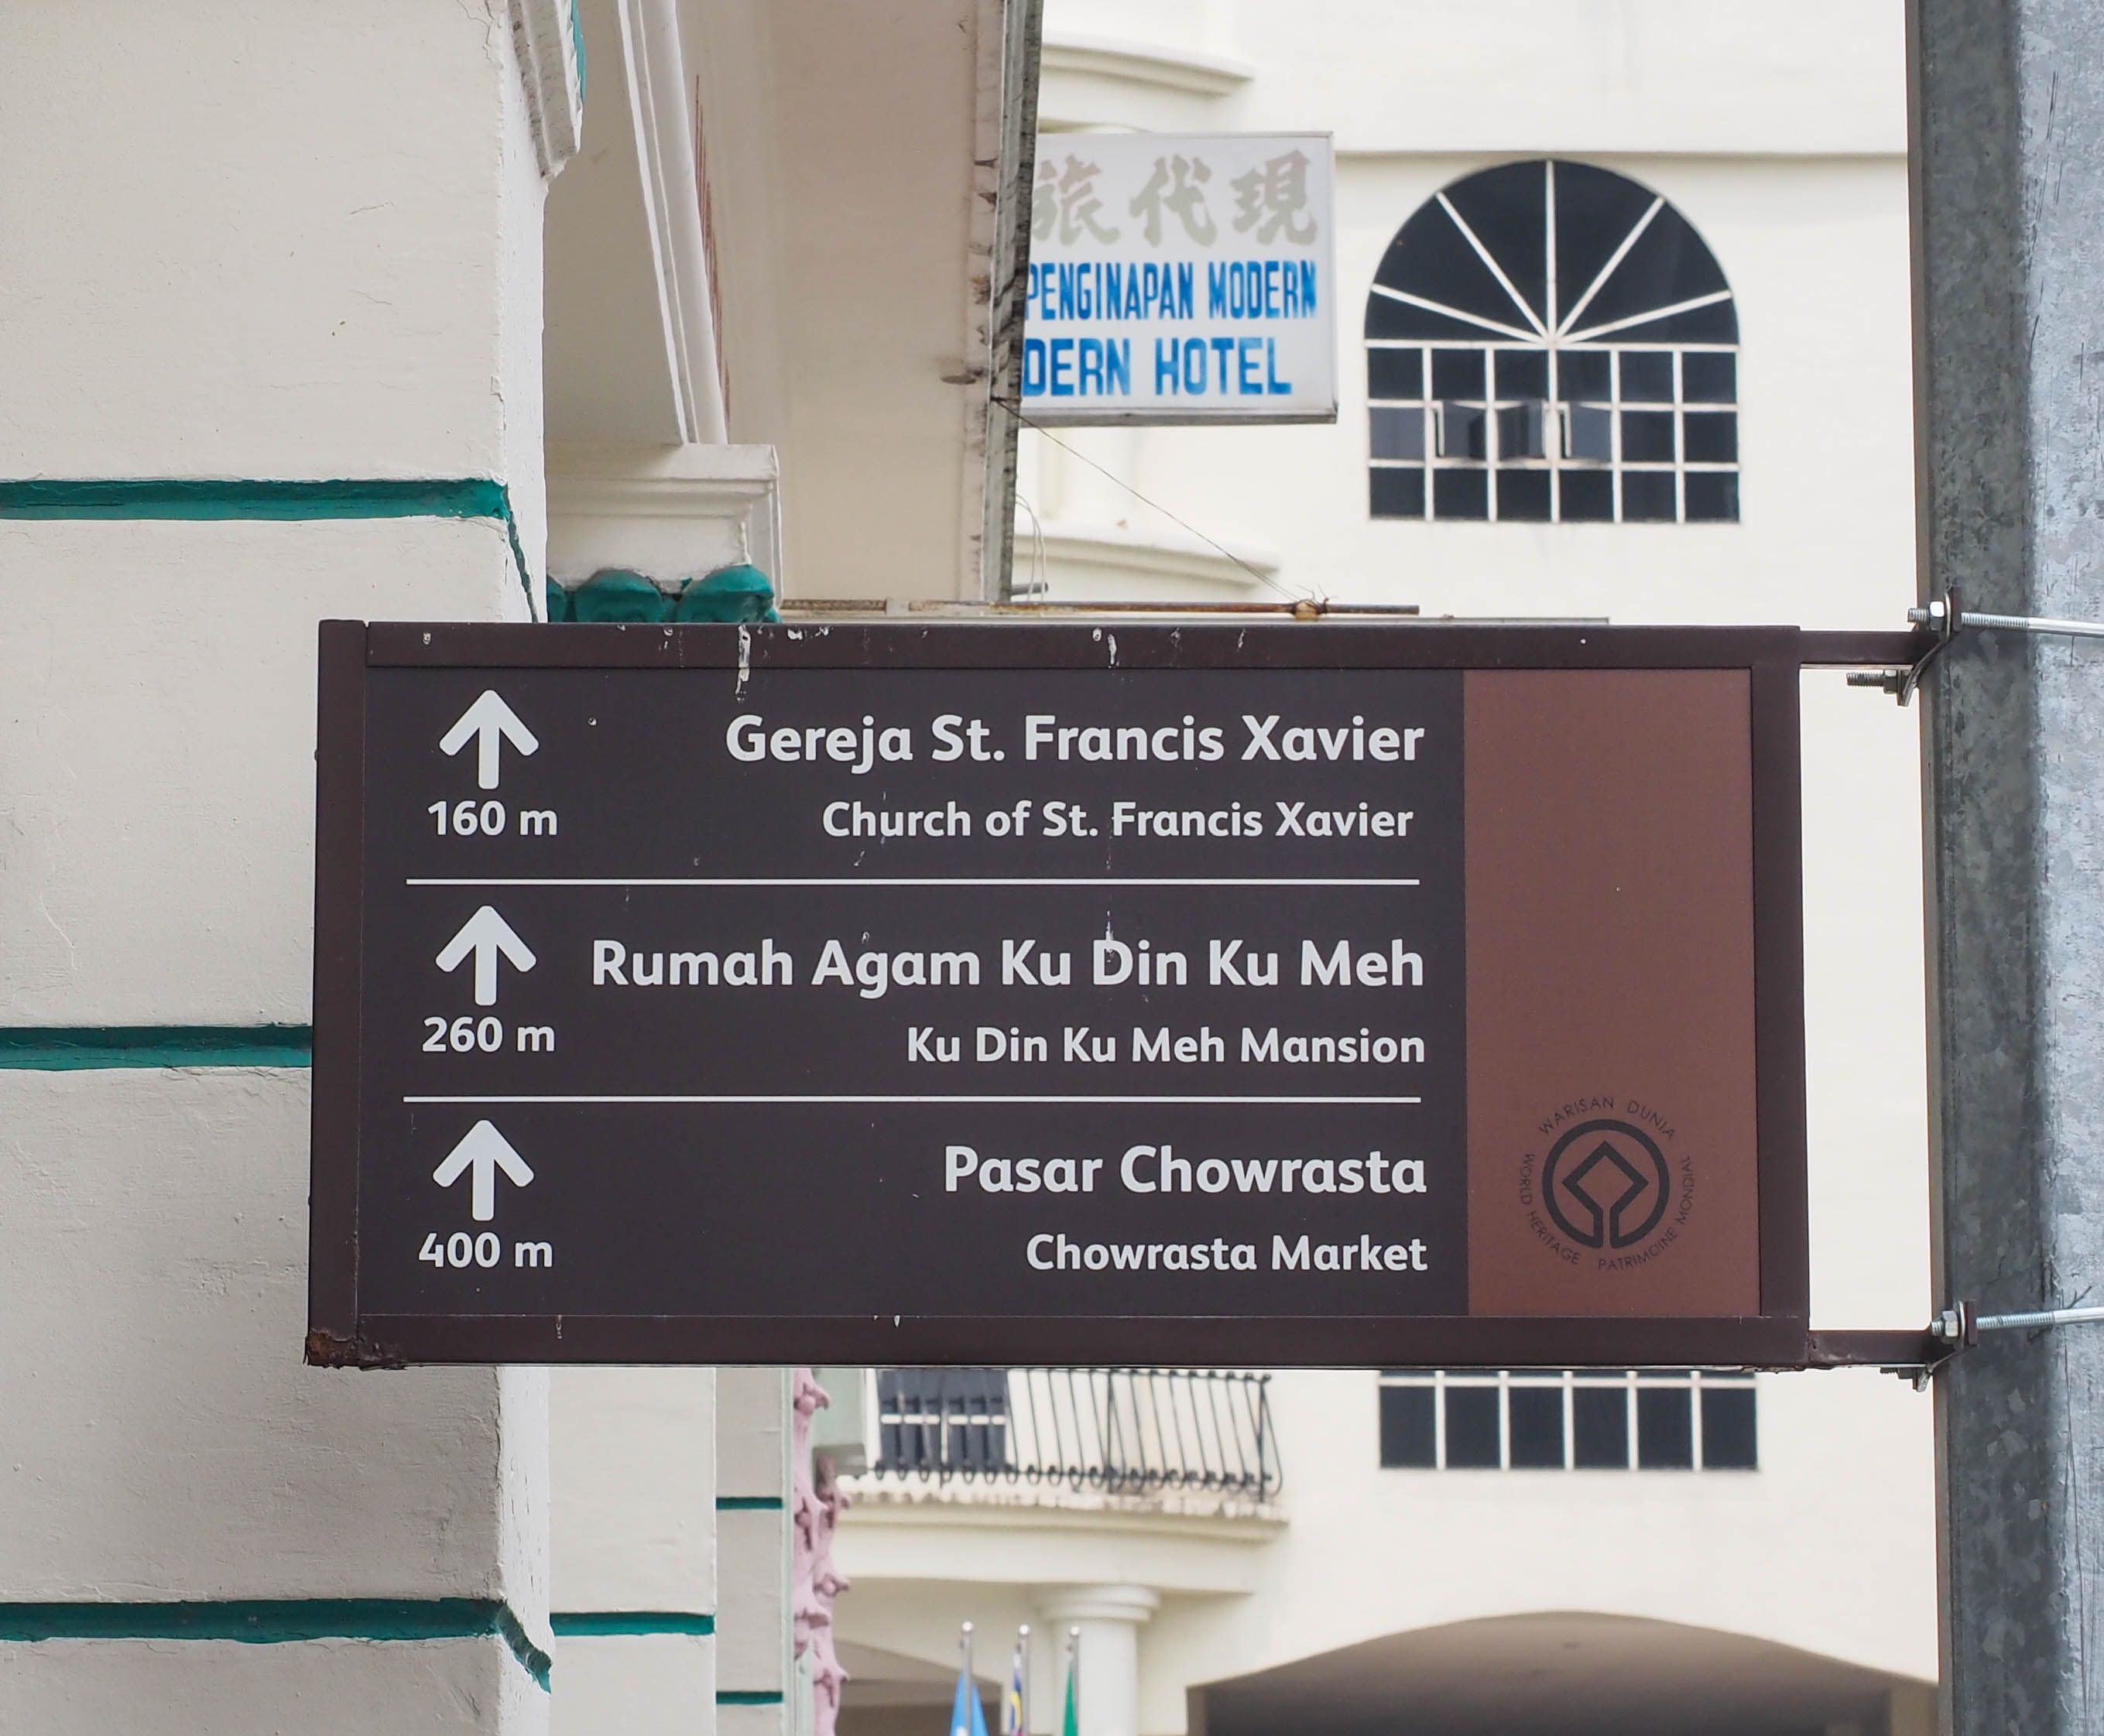 旅代現
PENGINAPAN MODERN
DERN HOTEL
Gereja St. Francis Xavier
160 m
Church of St. Francis Xavier
Rumah Agam Ku Din Ku Meh
260 m
Ku Din Ku Meh Mansion
Pasar Chowrasta
400 m
Chowrasta Market
WARISAN DUNIA
WORLD HERITAGE
PATRIMOINE MONDIAL